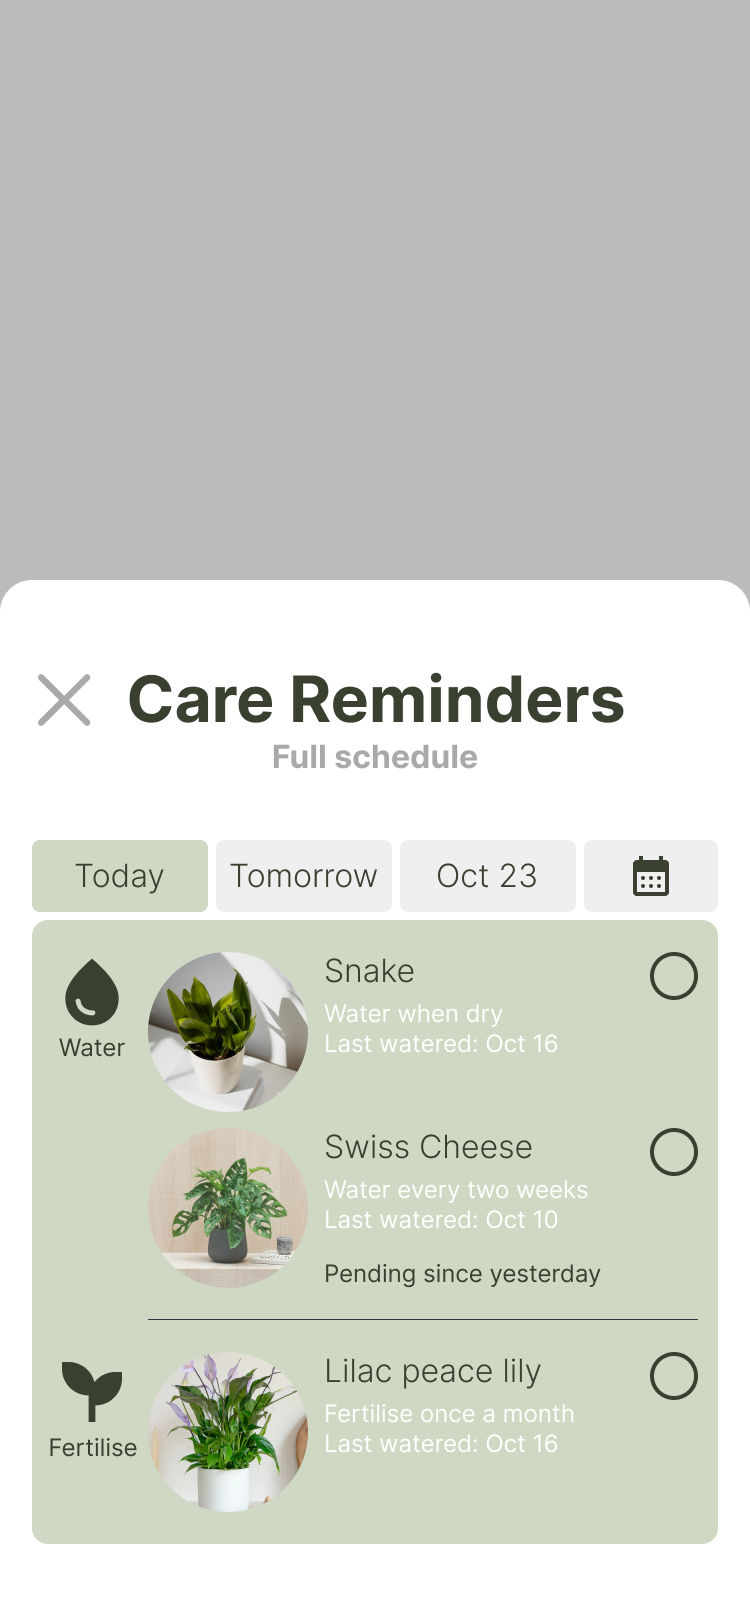 Care Reminders
Full schedule
Today
Tomorrow
Oct 23
Water
Snake
Water when dry
Last watered: Oct 16
Swiss Cheese
Water every two weeks
Last watered: Oct 10
Pending since yesterday
Fertilise
Lilac peace lily
Fertilise once a month
Last watered: Oct 16